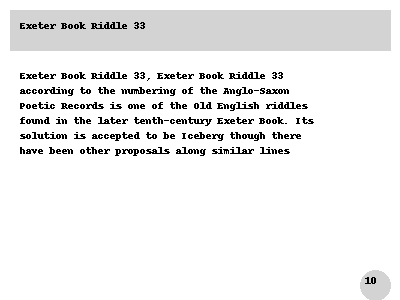 Exeter Book Riddle 33
Exeter Book Riddle 33, Exeter Book Riddle 33
according to the numbering of the Anglo-Saxon
Poetic Records is one of the Old English riddles
found in the later tenth-century Exeter Book. Its
solution is accepted to be Iceberg though there
have been other proposals along similar lines
10